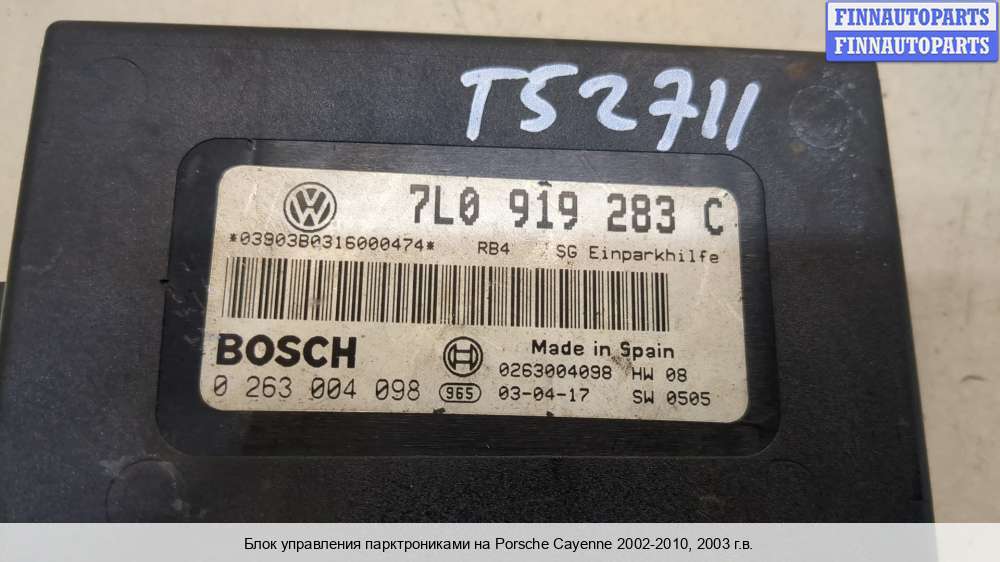 FINNAUTOPARTS
FINNAUTOPARTS
TS2711
7L0 919 283 C
*03903B0316000474* RB4 SG Einparkhilfe
BOSCH
Made in Spain
0263004098 HW 08
0 263 004 098 965 03-04-17 SW 0505
Блок управления парктрониками на Porsche Cayenne 2002-2010, 2003 г.в.